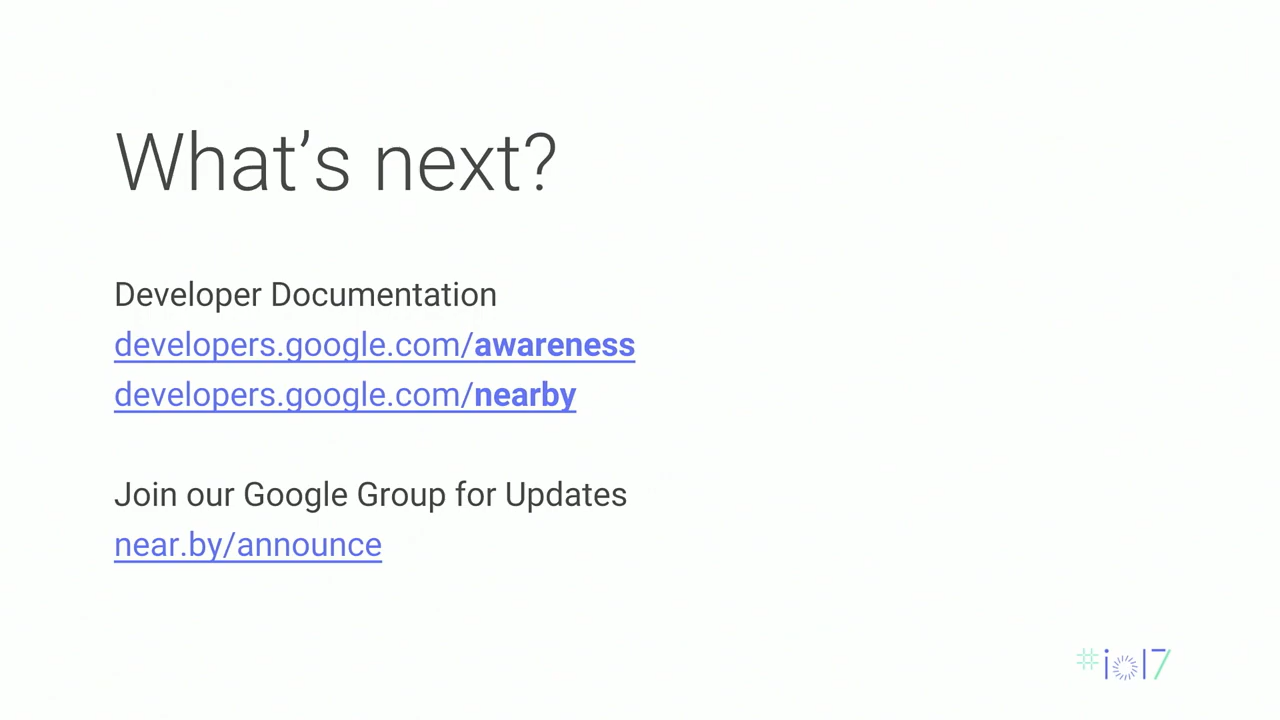 What’s next?
Developer Documentation
developers.google.com/awareness
developers.google.com/nearby
Join our Google Group for Updates
near.by/announce
#io17